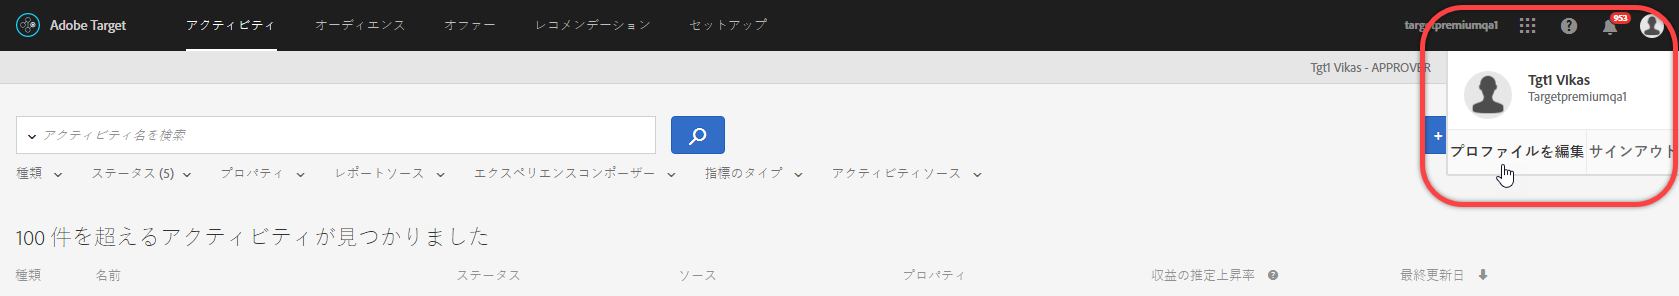 Adobe Target
アクティビティ
オーディエンス
オファー
レコメンデーション
セットアップ
targetpremiumqa1
953
Tgt1 Vikas - APPROVER
Tgt1 Vikas
Targetpremiumqa1
アクティビティ名を検索
+
プロファイルを編集
サインアウト
種類
ステータス (5)
プロパティ
レポートソース
エクスペリエンスコンポーザー
指標のタイプ
アクティビティソース
100 件を超えるアクティビティが見つかりました
種類
名前
ステータス
ソース
プロパティ
収益の推定上昇率
最終更新日